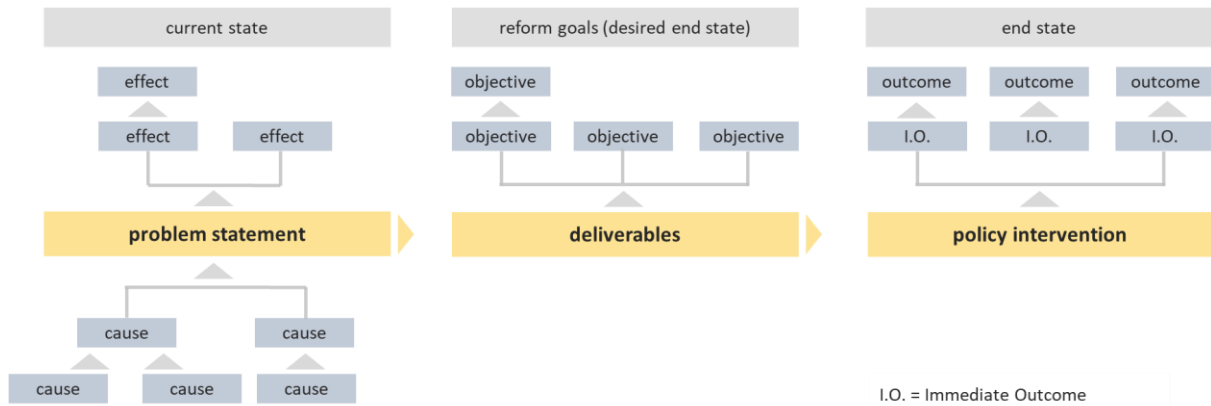 current state
reform goals (desired end state)
end state
effect
objective
outcome
outcome
outcome
effect
effect
objective
objective
objective
I.O.
I.O.
I.O.
problem statement
deliverables
policy intervention
cause
cause
cause
cause
cause
I.O. = Immediate Outcome